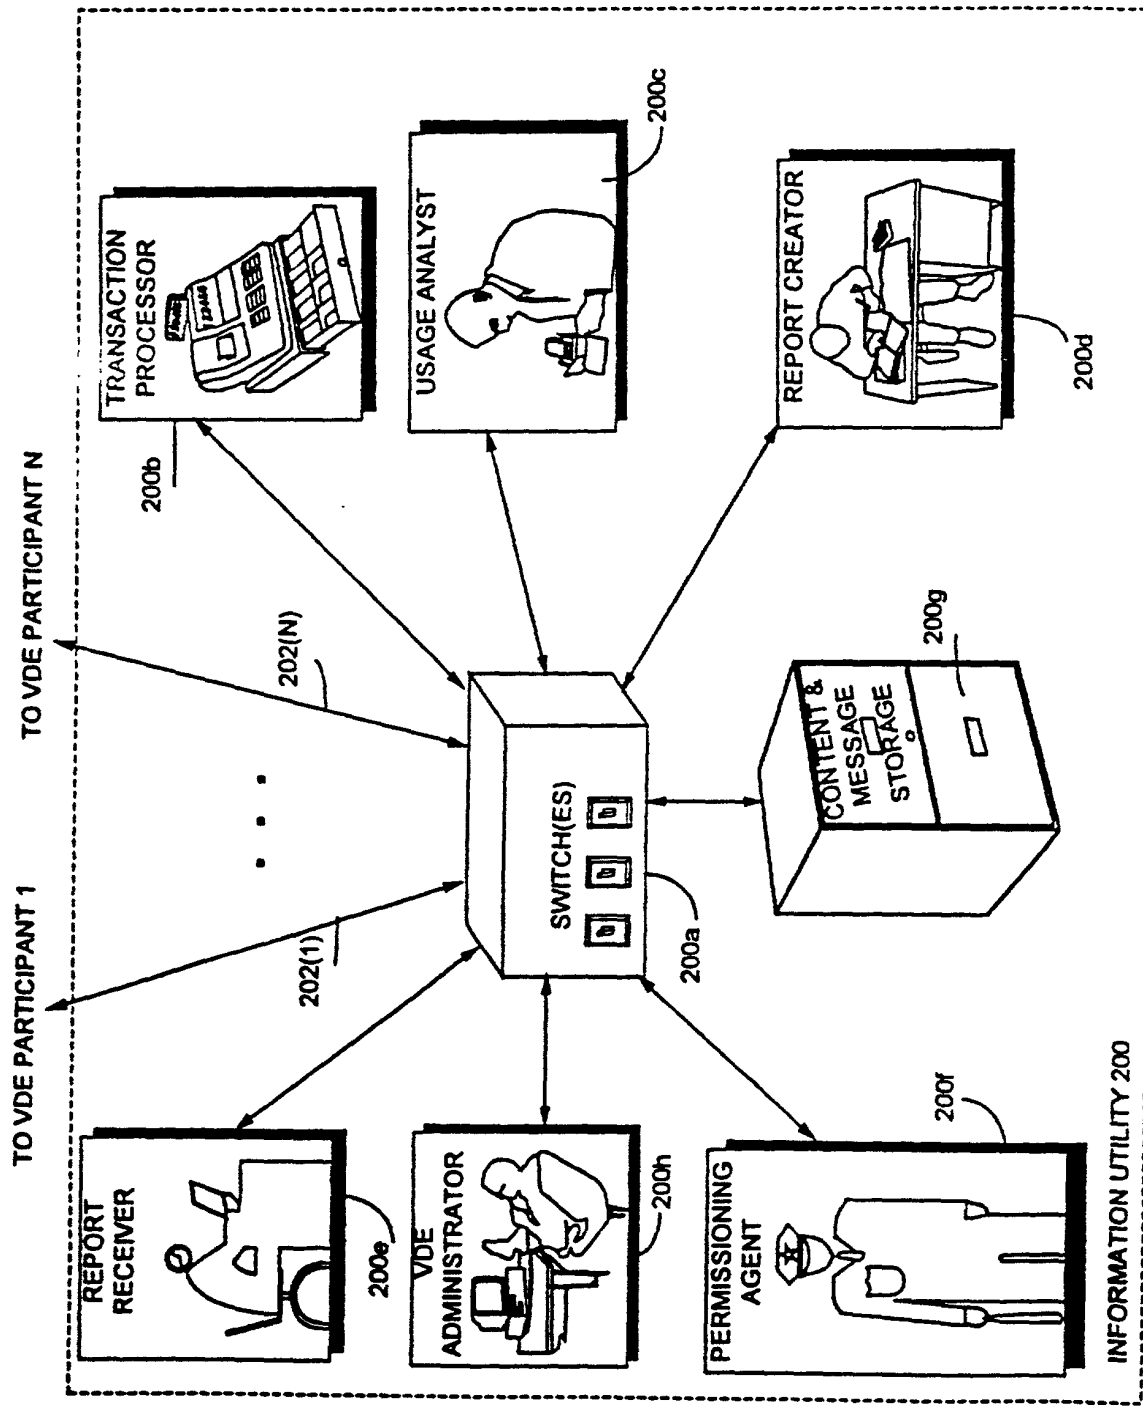 TO VDE PARTICIPANT 1
TO VDE PARTICIPANT N
202(1)
202(N)
REPORT
RECEIVER
200e
TRANSACTION
PROCESSOR
200b
VDE
ADMINISTRATOR
200h
SWITCH(ES)
200a
USAGE ANALYST
200c
PERMISSIONING
AGENT
200f
CONTENT &
MESSAGE
STORAGE
200g
REPORT CREATOR
200d
INFORMATION UTILITY 200